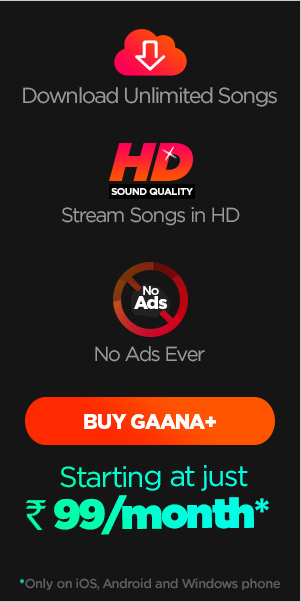 Download Unlimited Songs
HD
SOUND QUALITY
Stream Songs in HD
No
Ads
No Ads Ever
BUY GAANA+
Starting at just
₹ 99/month*
*Only on iOS, Android and Windows phone